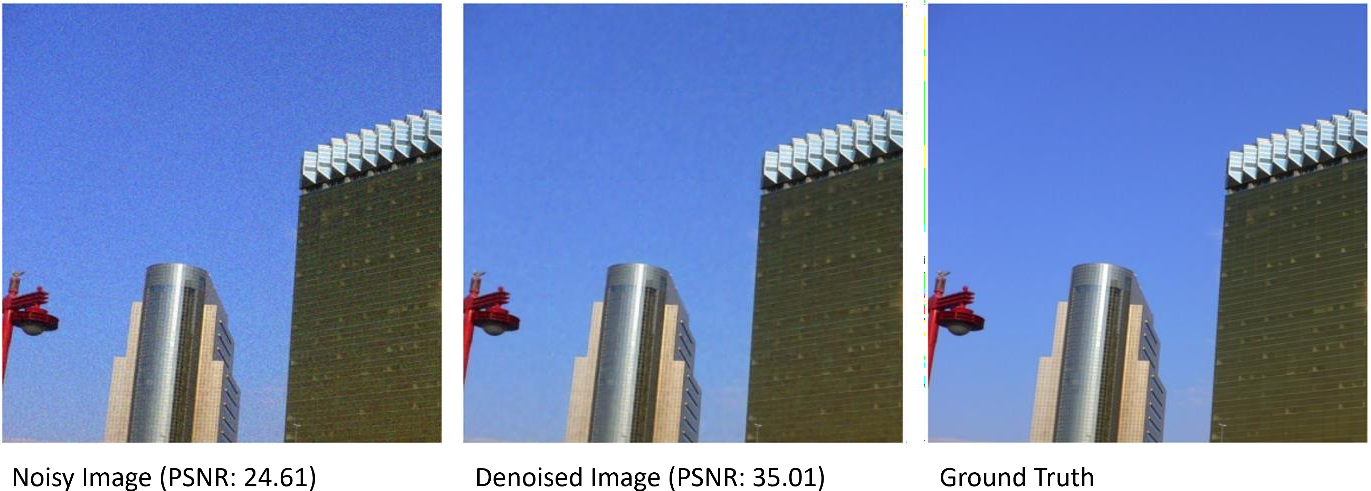 Noisy Image (PSNR: 24.61)
Denoised Image (PSNR: 35.01)
Ground Truth